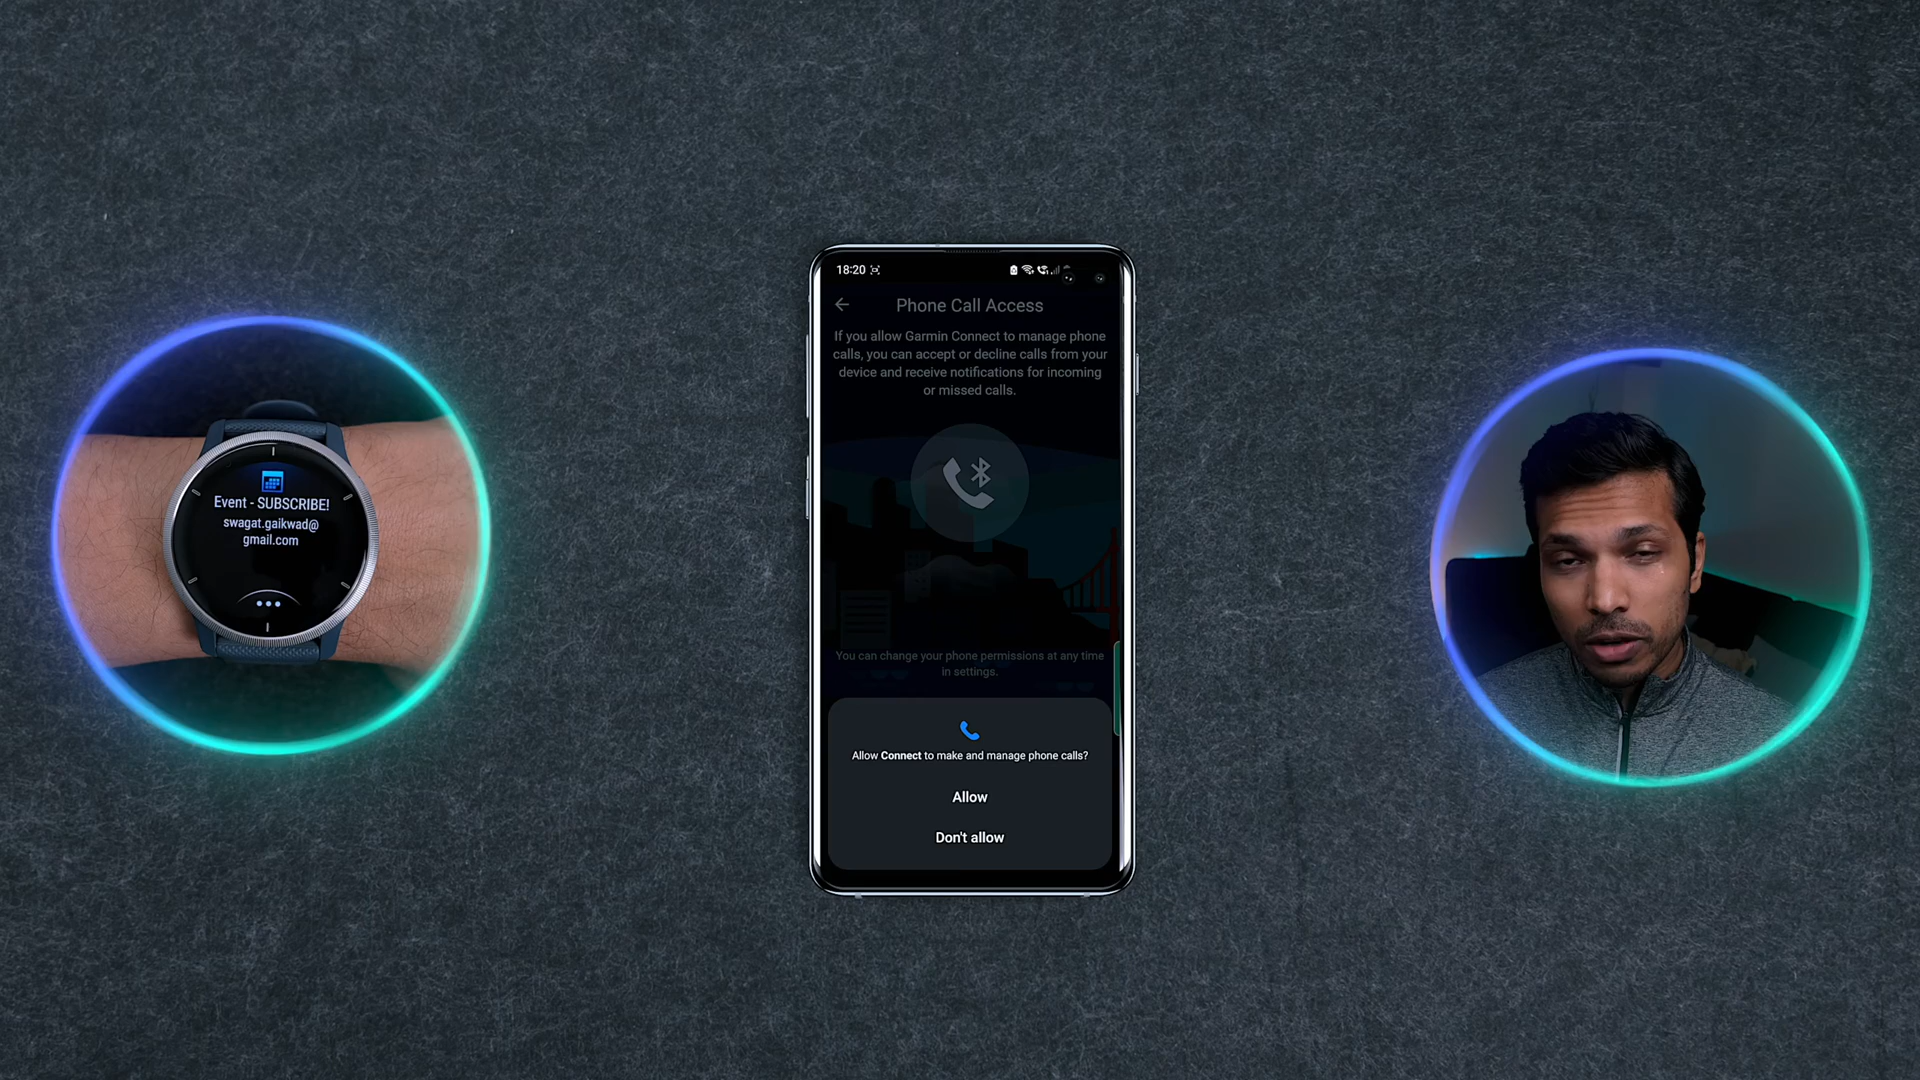 Event - SUBSCRIBE!
swagat.gaikwad@
gmail.com
18:20
Phone Call Access
If you allow Garmin Connect to manage phone
calls, you can accept or decline calls from your
device and receive notifications for incoming
or missed calls.
You can change your phone permissions at any time
in settings.
Allow Connect to make and manage phone calls?
Allow
Don't allow